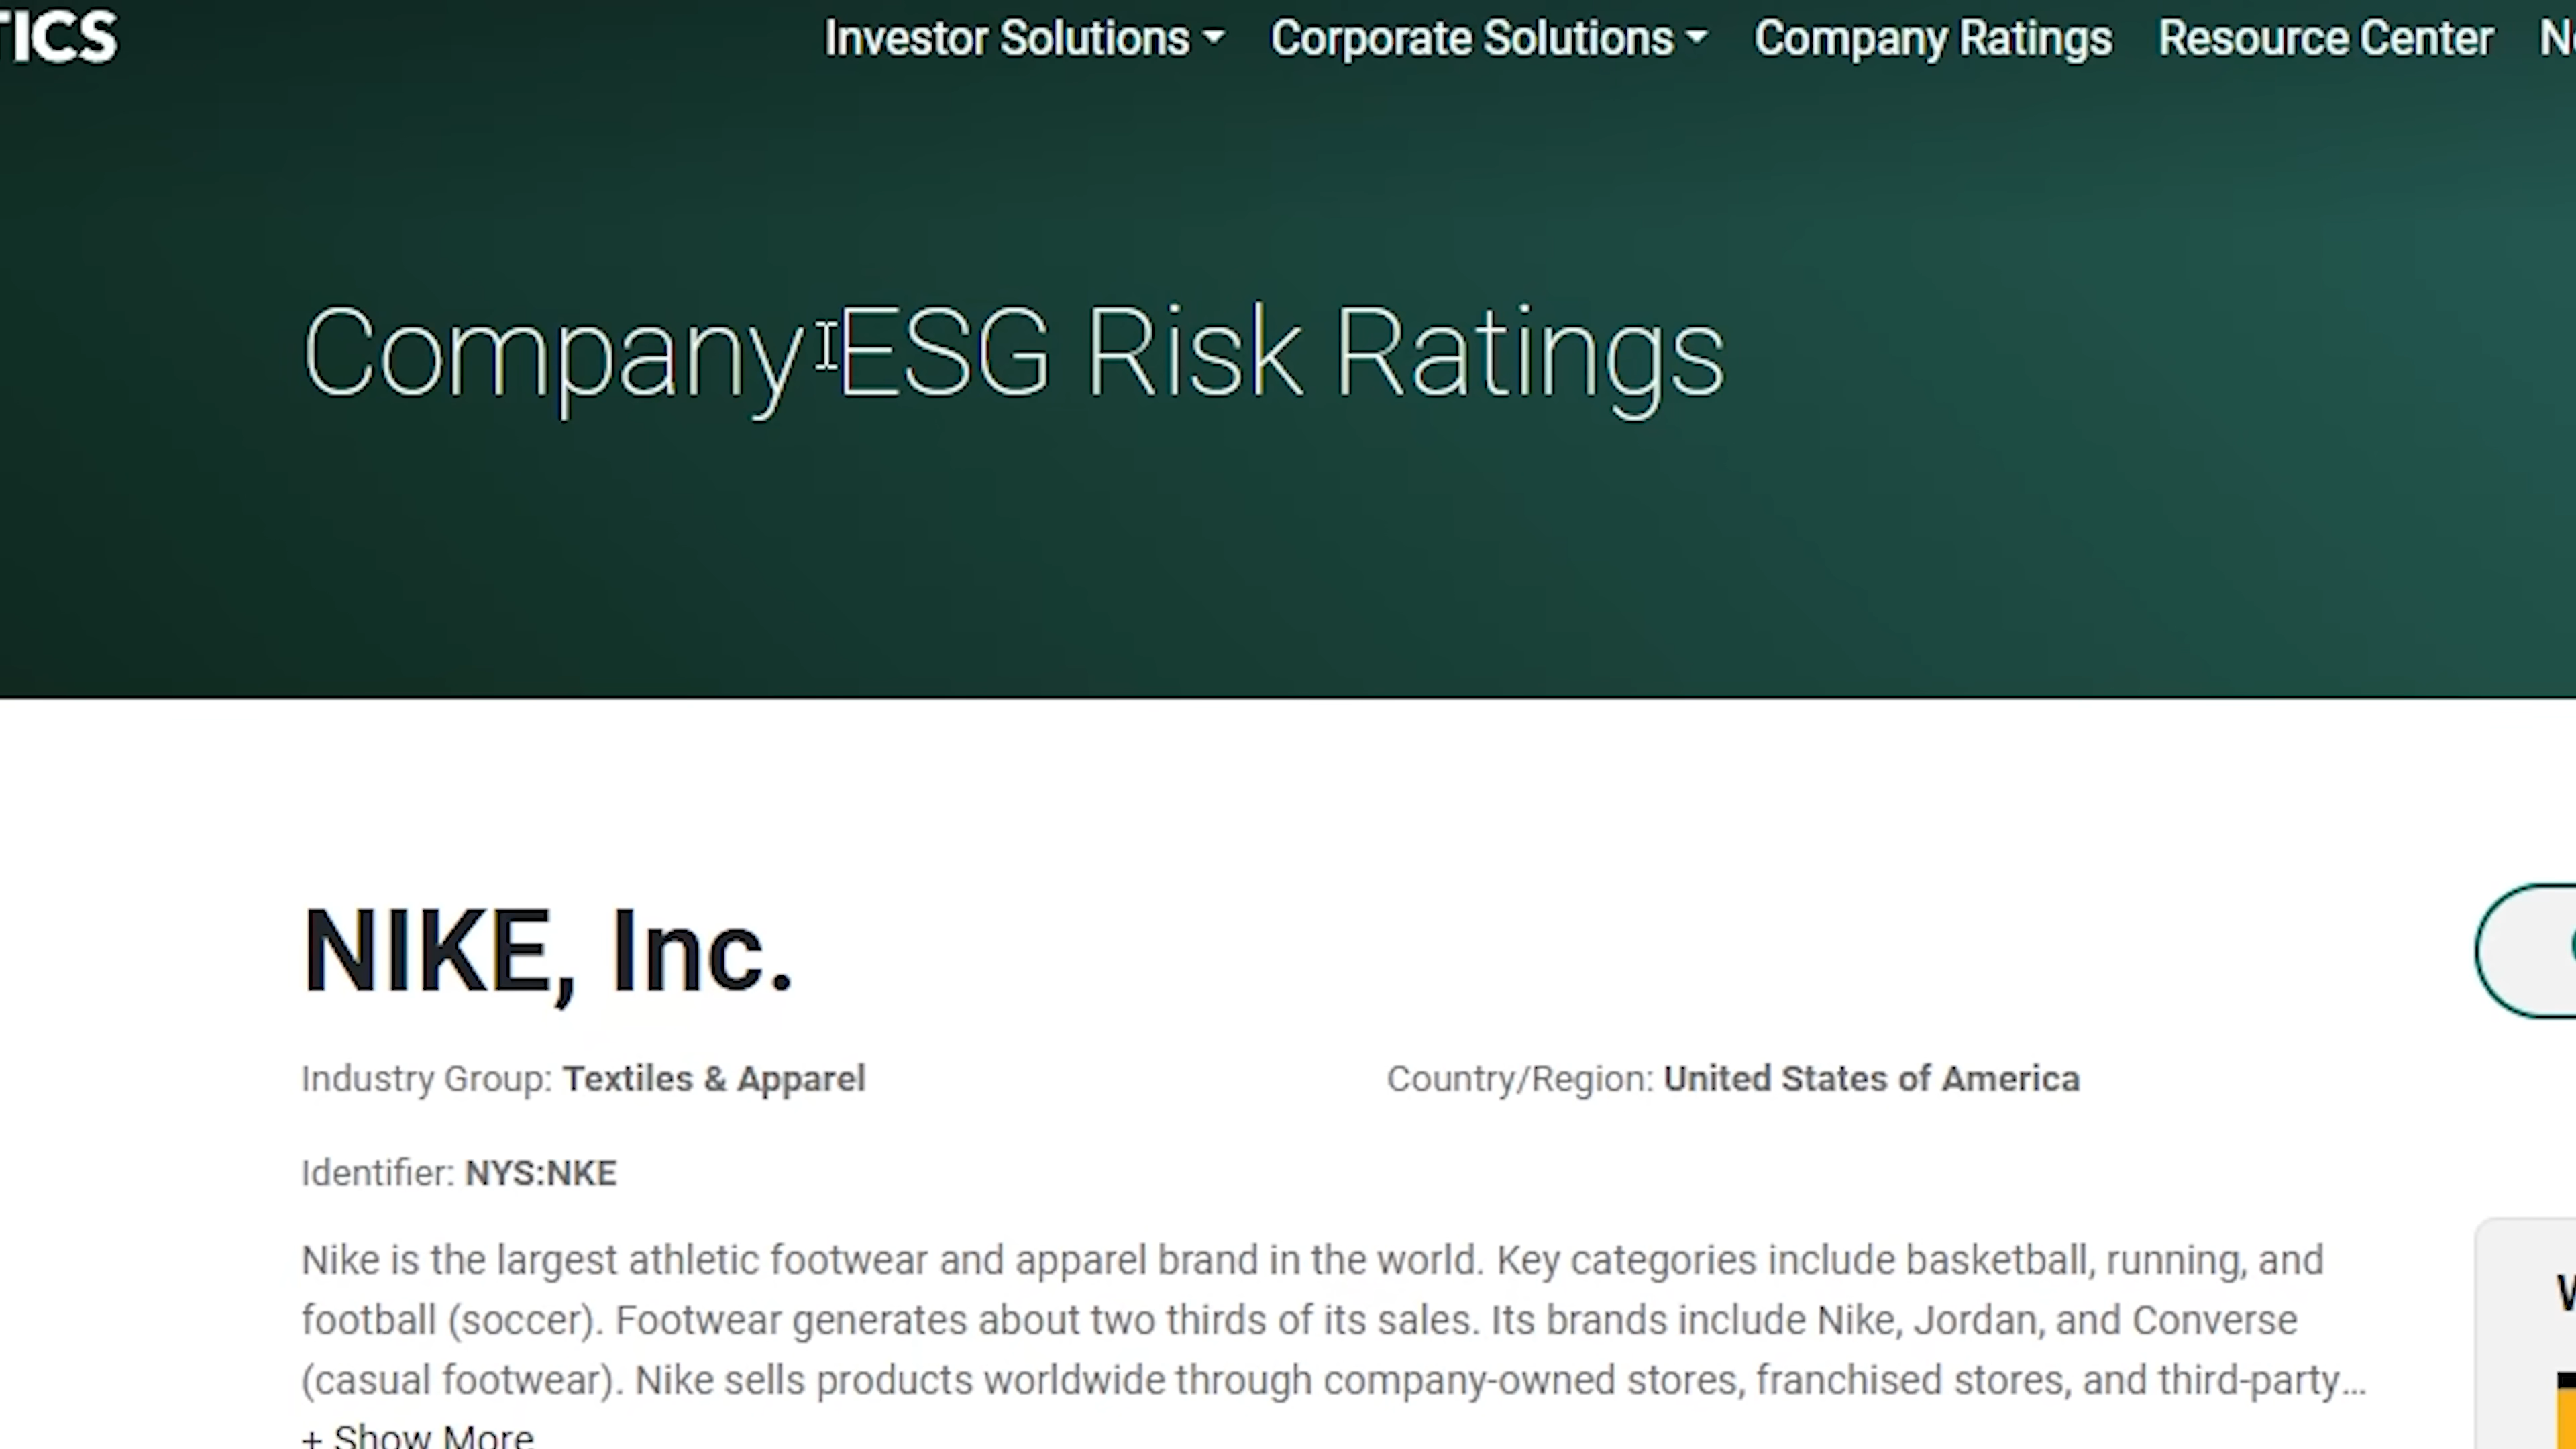 TICS
Investor Solutions Corporate Solutions Company Ratings Resource Center
Company ESG Risk Ratings
NIKE, Inc.
Industry Group: Textiles & Apparel
Country/Region: United States of America
Identifier: NYS:NKE
Nike is the largest athletic footwear and apparel brand in the world. Key categories include basketball, running, and
football (soccer). Footwear generates about two thirds of its sales. Its brands include Nike, Jordan, and Converse
(casual footwear). Nike sells products worldwide through company-owned stores, franchised stores, and third-party...
+ Show More